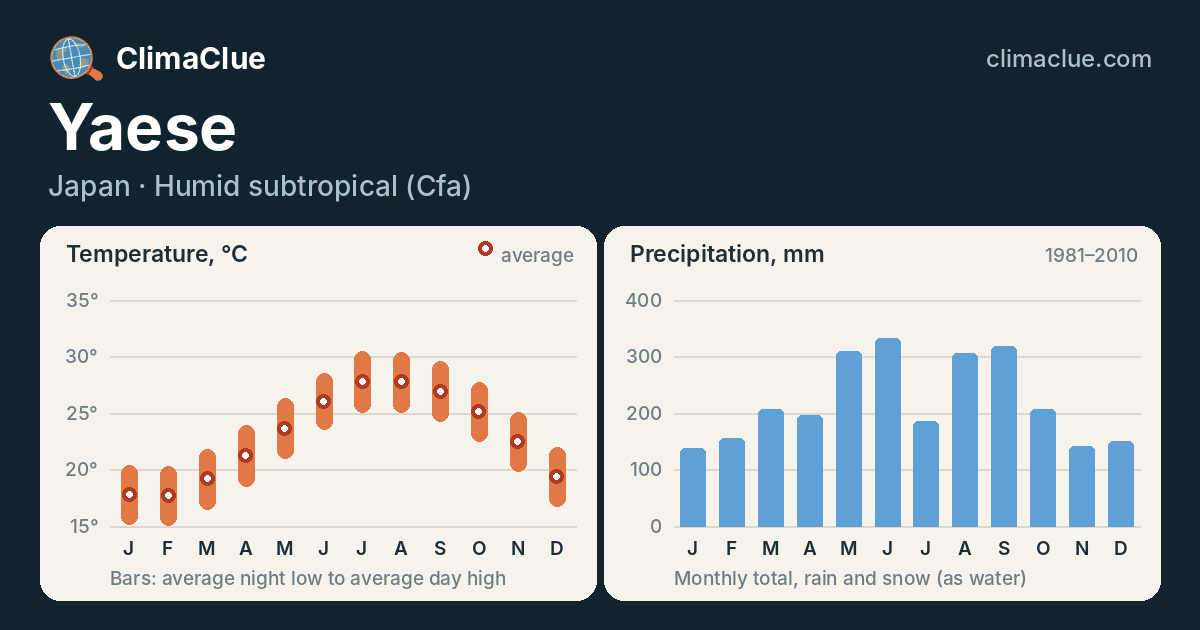 ClimaClue
climaclue.com
Yaese
Japan · Humid subtropical (Cfa)
Temperature, °C
average
35°
30°
25°
20°
15°
J F M A M J J A S O N D
Bars: average night low to average day high
Precipitation, mm
1981–2010
400
300
200
100
0
J F M A M J J A S O N D
Monthly total, rain and snow (as water)